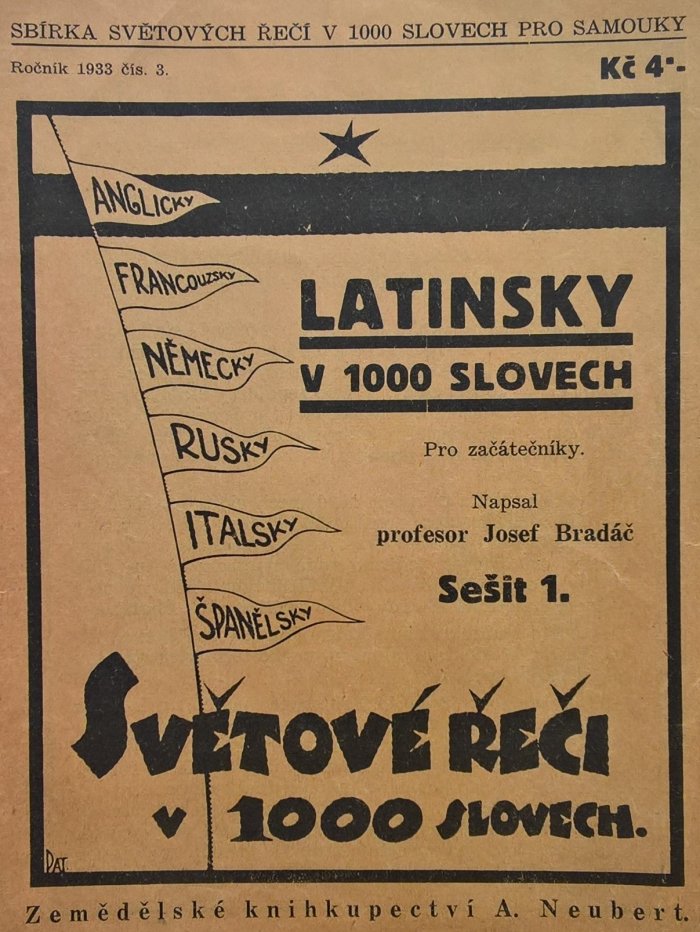 SBÍRKA SVĚTOVÝCH ŘEČÍ V 1000 SLOVECH PRO SAMOUKY
Ročník 1933 čís. 3.
Kč 4·-
ANGLICKY
FRANCOUZSKY
NĚMECKY
RUSKY
ITALSKY
ŠPANĚLSKY
LATINSKY
V 1000 SLOVECH
Pro začátečníky.
Napsal
profesor Josef Bradáč
Sešit 1.
SVĚTOVÉ ŘEČI
v 1000 SLOVECH.
PAT.
Zemědělské knihkupectví A. Neubert.